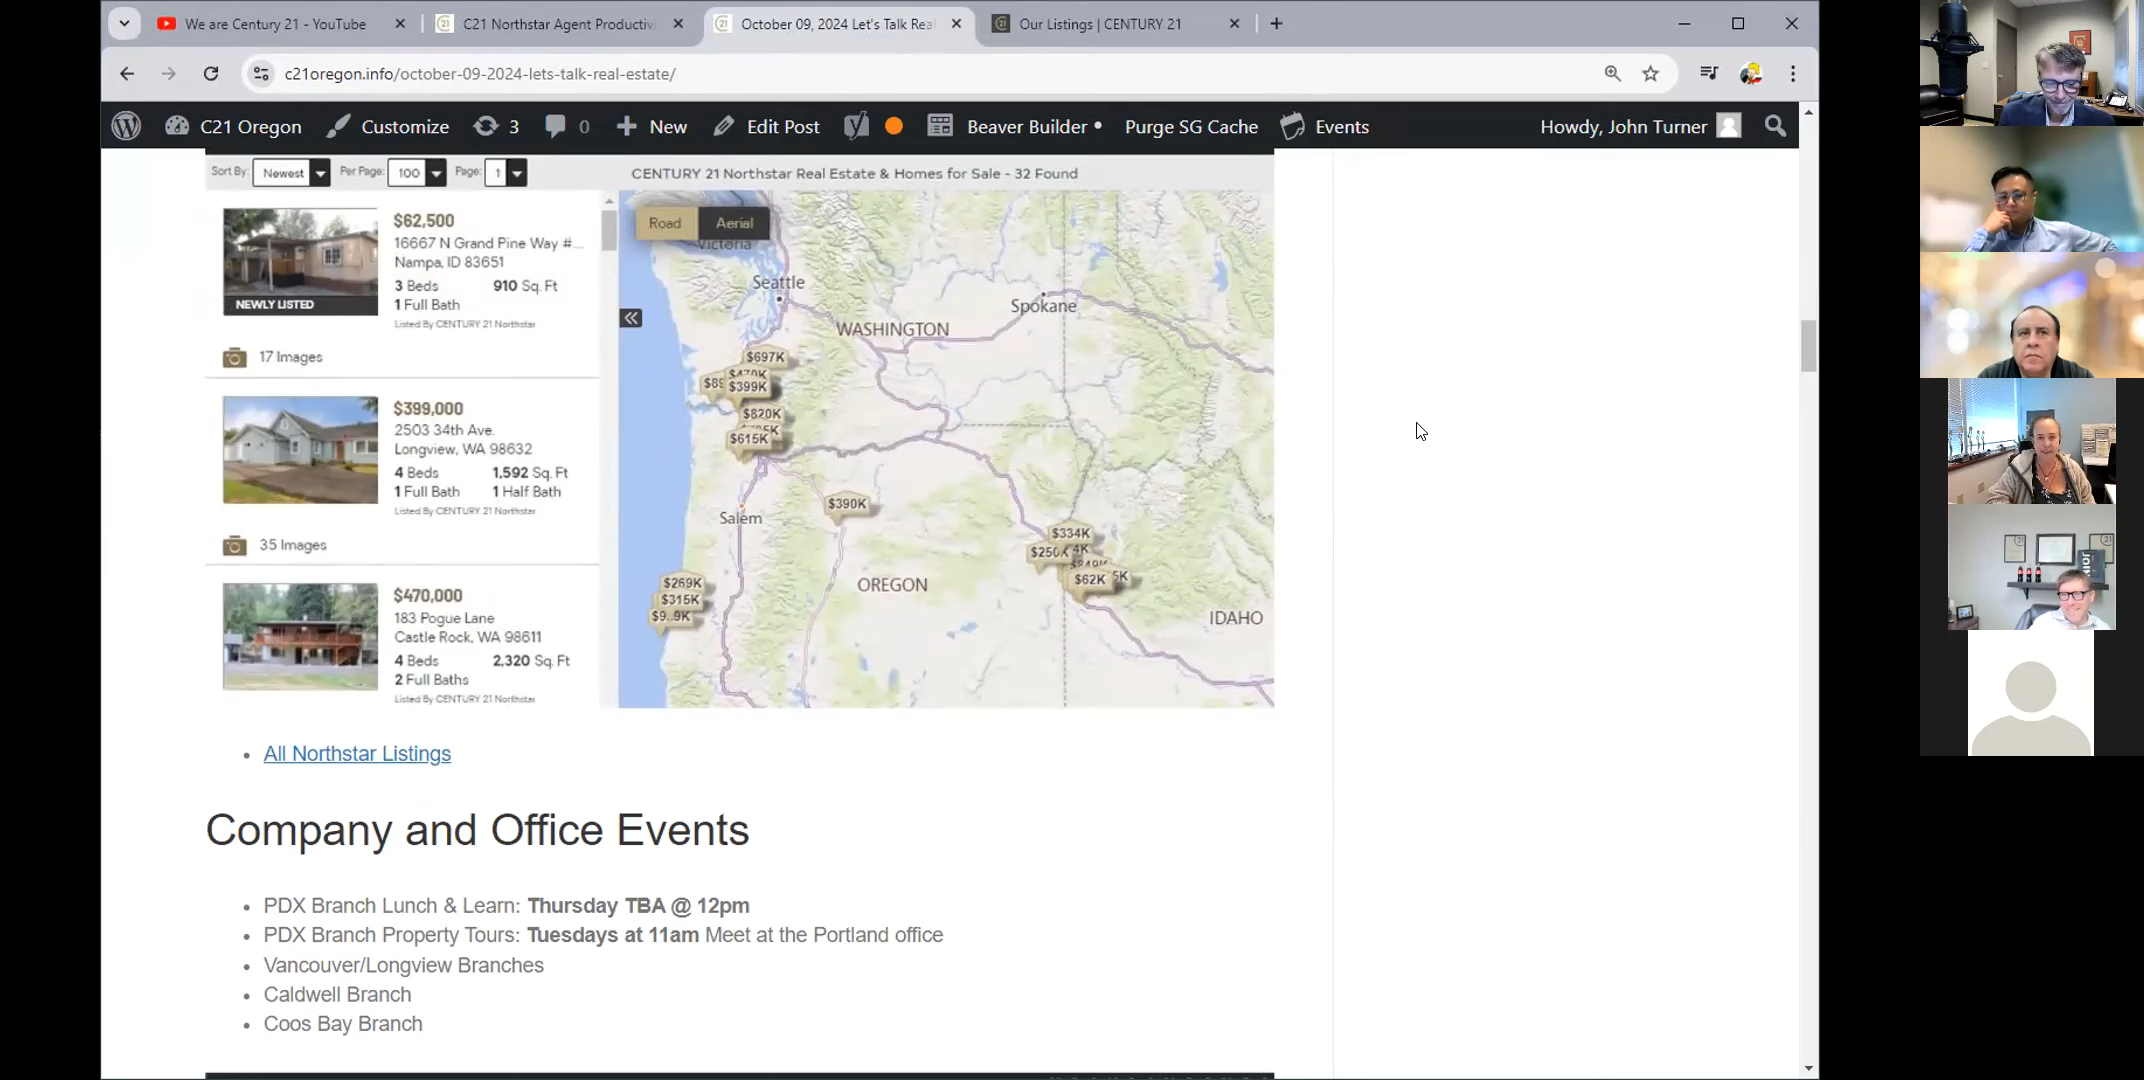 We are Century 21 - YouTube
C21 Northstar Agent Productivi
October 09, 2024 Let's Talk Rea
Our Listings | CENTURY 21
c21oregon.info/october-09-2024-lets-talk-real-estate/
C21 Oregon
Customize
3
0
New
Edit Post
Beaver Builder
Purge SG Cache
Events
Howdy, John Turner
Sort By: Newest Per Page: 100 Page: 1
CENTURY 21 Northstar Real Estate & Homes for Sale - 32 Found
$62,500
16667 N Grand Pine Way #...
Nampa, ID 83651
3 Beds 910 Sq. Ft
1 Full Bath
Listed By CENTURY 21 Northstar
NEWLY LISTED
17 Images
$399,000
2503 34th Ave.
Longview, WA 98632
4 Beds 1,592 Sq. Ft
1 Full Bath 1 Half Bath
Listed By CENTURY 21 Northstar
35 Images
$470,000
183 Pogue Lane
Castle Rock, WA 98611
4 Beds 2,320 Sq. Ft
2 Full Baths
Listed By CENTURY 21 Northstar
Road Aerial
Victoria
Seattle
Spokane
WASHINGTON
$697K
$470K
$399K
$820K
$615K
$390K
Salem
$334K
$250K
$62K
$269K
$315K
OREGON
IDAHO
All Northstar Listings
Company and Office Events
PDX Branch Lunch & Learn: Thursday TBA @ 12pm
PDX Branch Property Tours: Tuesdays at 11am Meet at the Portland office
Vancouver/Longview Branches
Caldwell Branch
Coos Bay Branch